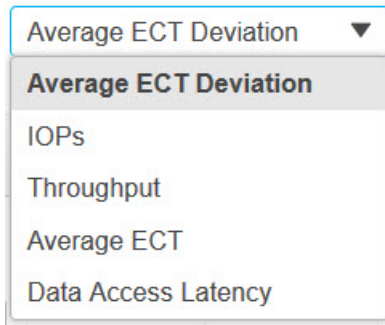 Average ECT Deviation
Average ECT Deviation
IOPs
Throughput
Average ECT
Data Access Latency